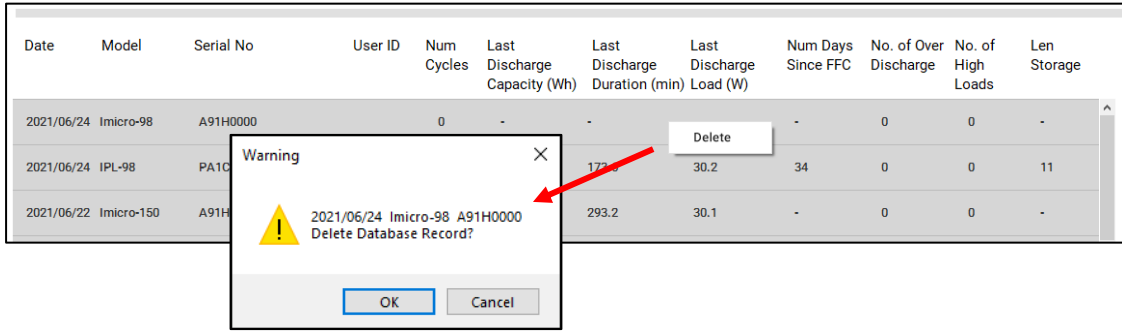 Date Model Serial No User ID Num Cycles Last Discharge Capacity (Wh) Last Discharge Duration (min) Last Discharge Load (W) Num Days Since FFC No. of Over Discharge No. of High Loads Len Storage
2021/06/24 Imicro-98 A91H0000 0 - - - 0 0 -
Delete
2021/06/24 IPL-98 PA1C 30.2 34 0 0 11
2021/06/22 Imicro-150 A91H 293.2 30.1 - 0 0 -
Warning
2021/06/24 Imicro-98 A91H0000
Delete Database Record?
OK Cancel